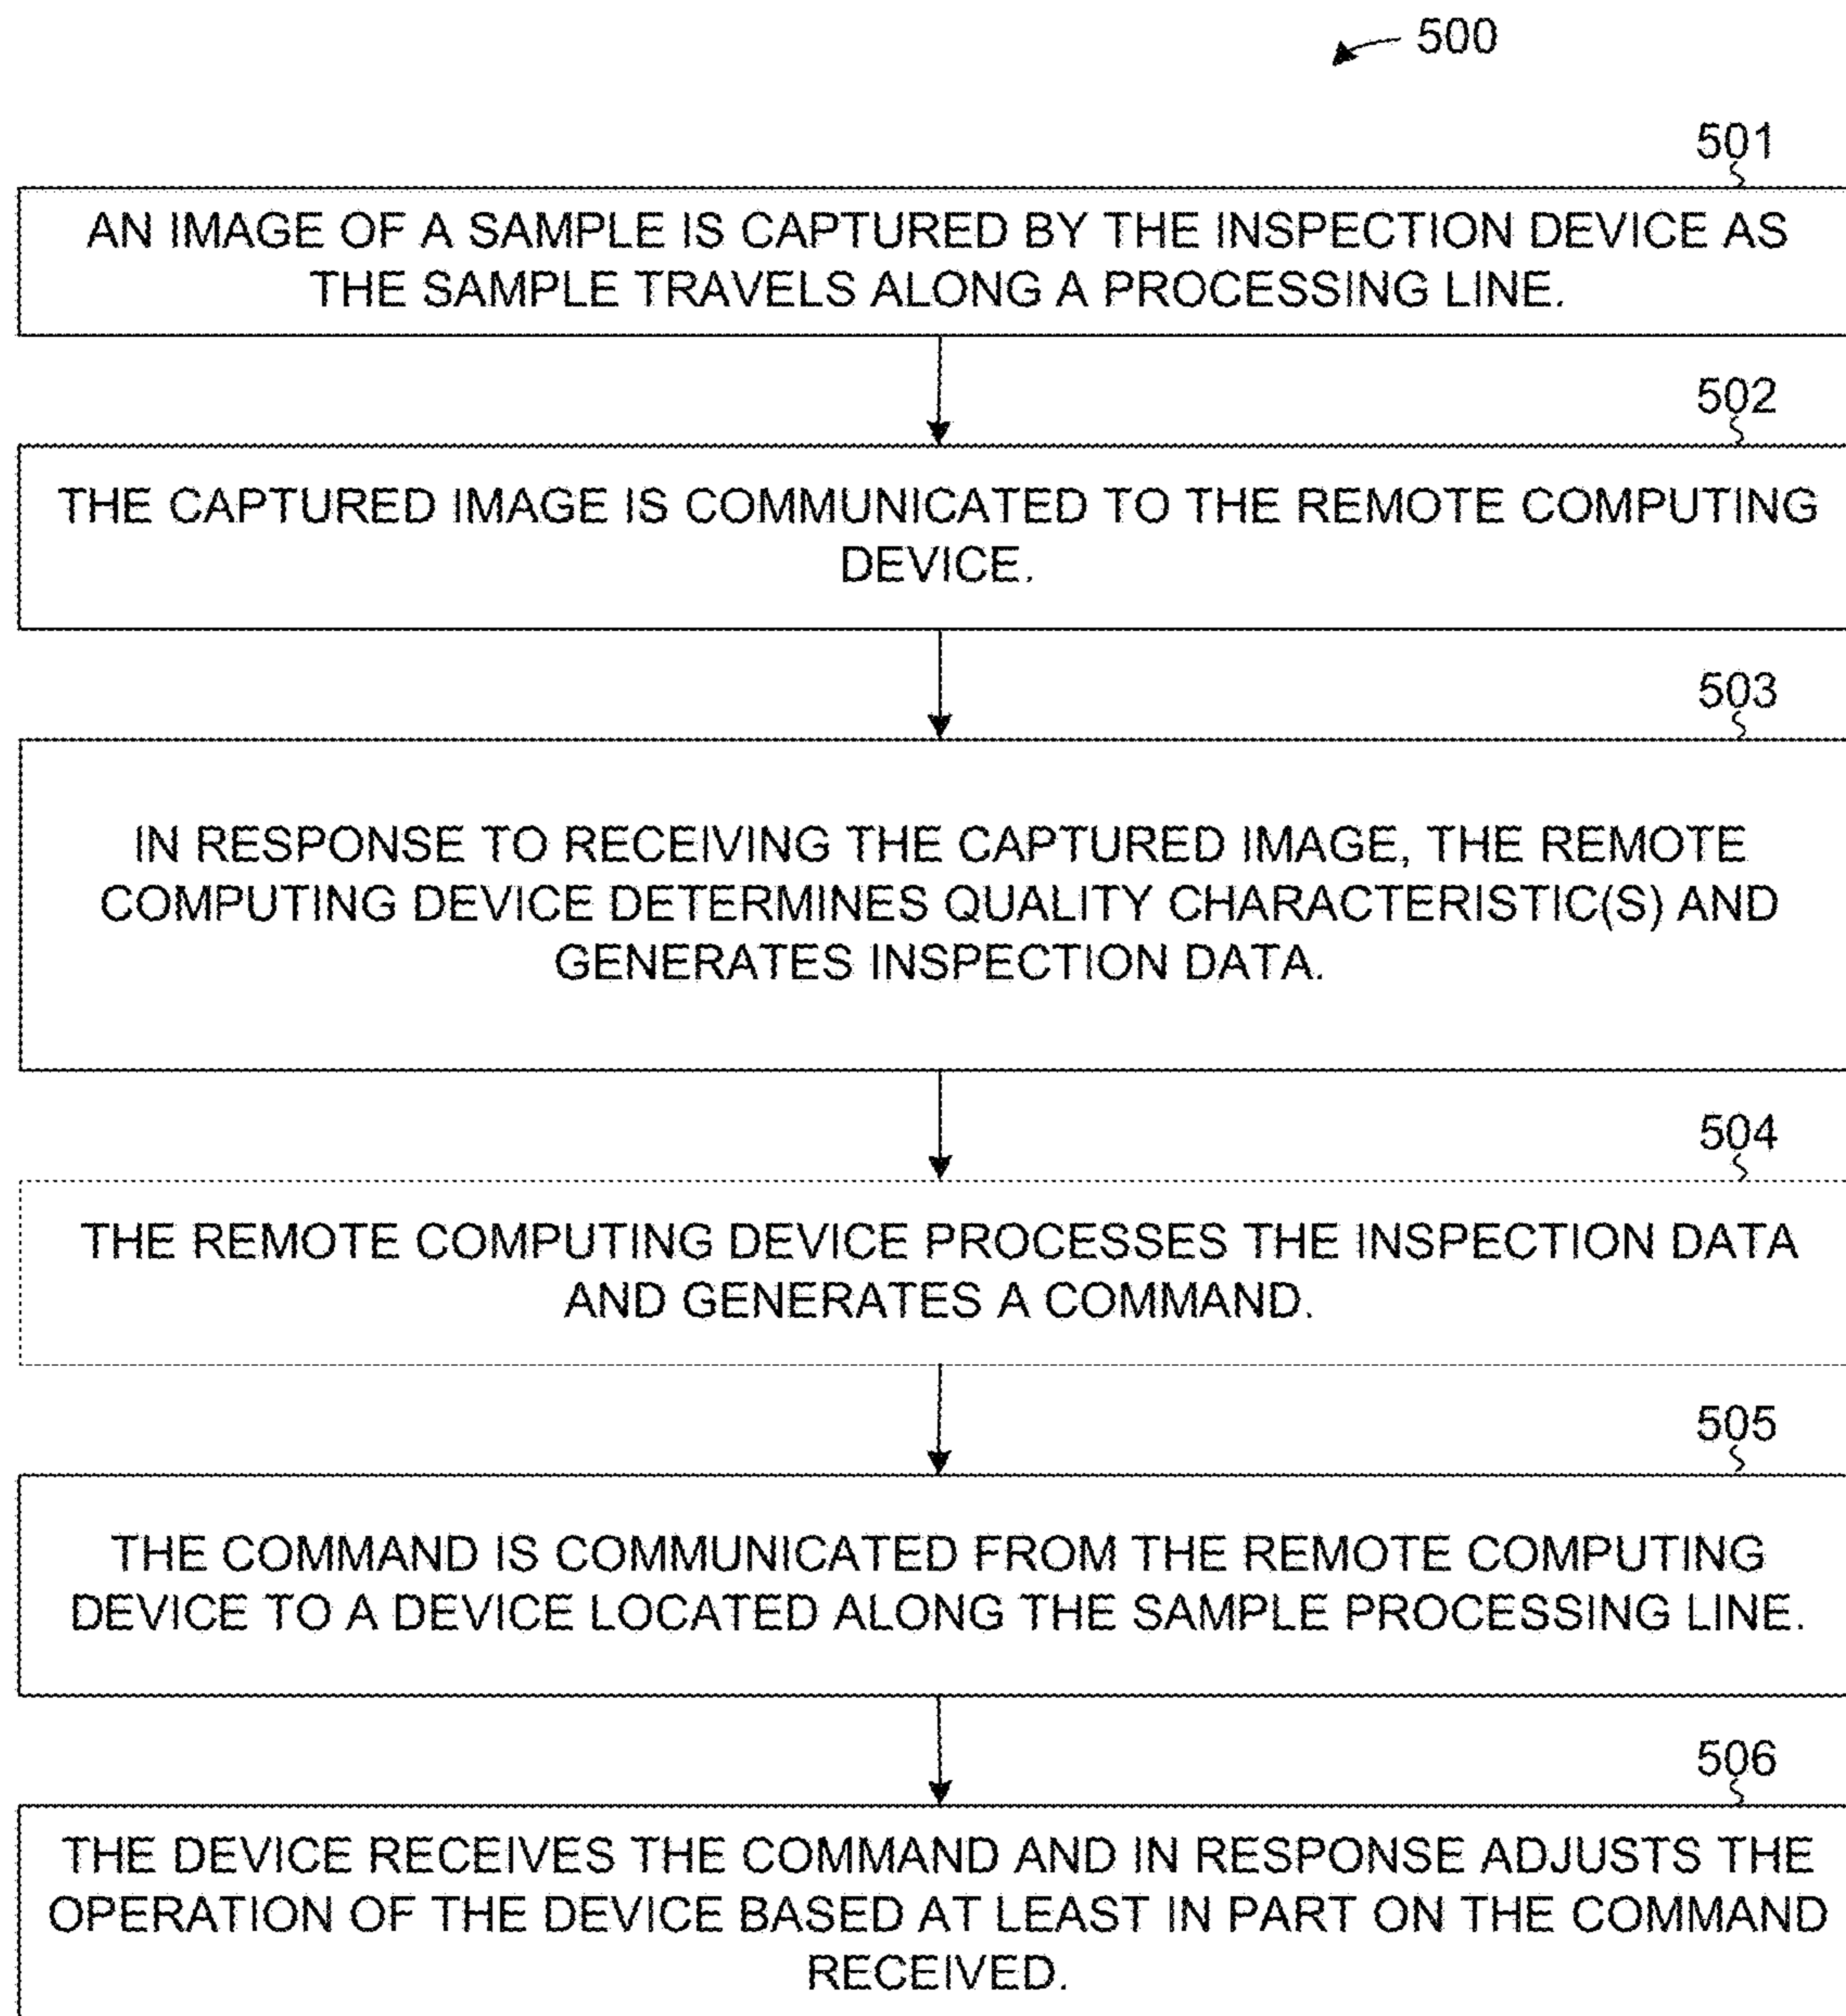 500
501
AN IMAGE OF A SAMPLE IS CAPTURED BY THE INSPECTION DEVICE AS
THE SAMPLE TRAVELS ALONG A PROCESSING LINE.
502
THE CAPTURED IMAGE IS COMMUNICATED TO THE REMOTE COMPUTING
DEVICE.
503
IN RESPONSE TO RECEIVING THE CAPTURED IMAGE, THE REMOTE
COMPUTING DEVICE DETERMINES QUALITY CHARACTERISTIC(S) AND
GENERATES INSPECTION DATA.
504
THE REMOTE COMPUTING DEVICE PROCESSES THE INSPECTION DATA
AND GENERATES A COMMAND.
505
THE COMMAND IS COMMUNICATED FROM THE REMOTE COMPUTING
DEVICE TO A DEVICE LOCATED ALONG THE SAMPLE PROCESSING LINE.
506
THE DEVICE RECEIVES THE COMMAND AND IN RESPONSE ADJUSTS THE
OPERATION OF THE DEVICE BASED AT LEAST IN PART ON THE COMMAND
RECEIVED.